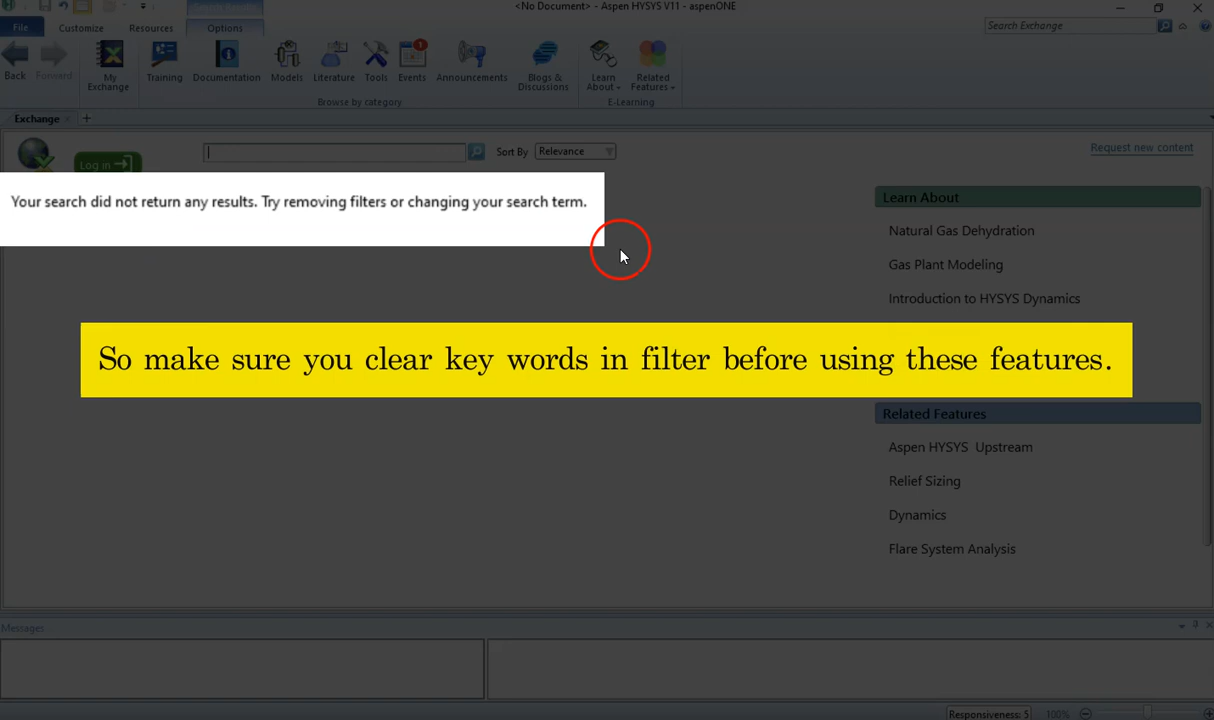 <No Document> - Aspen HYSYS V11 - aspenONE
File Customize Resources Options
Search Exchange
Back Forward My Exchange Training Documentation Models Literature Tools Events 1 Announcements Blogs & Discussions Learn About Related Features
Browse by category E-Learning
Exchange
Log in Sort By Relevance Request new content
Your search did not return any results. Try removing filters or changing your search term.
Learn About
Natural Gas Dehydration
Gas Plant Modeling
Introduction to HYSYS Dynamics
So make sure you clear key words in filter before using these features.
Related Features
Aspen HYSYS Upstream
Relief Sizing
Dynamics
Flare System Analysis
Messages
Responsiveness: 5 100%